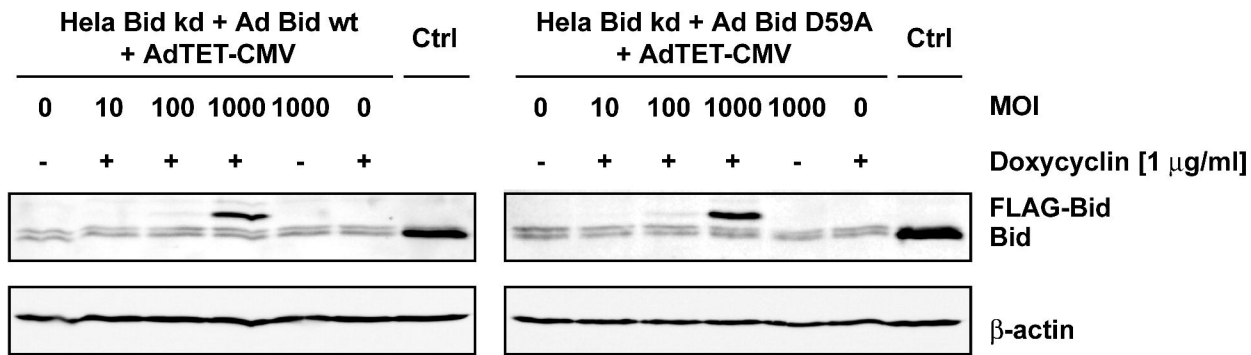 Hela Bid kd + Ad Bid wt
+ AdTET-CMV
Ctrl
Hela Bid kd + Ad Bid D59A
+ AdTET-CMV
Ctrl
0 10 100 1000 1000 0
0 10 100 1000 1000 0
MOI
- + + + - +
- + + + - +
Doxycyclin [1 μg/ml]
FLAG-Bid
Bid
β-actin